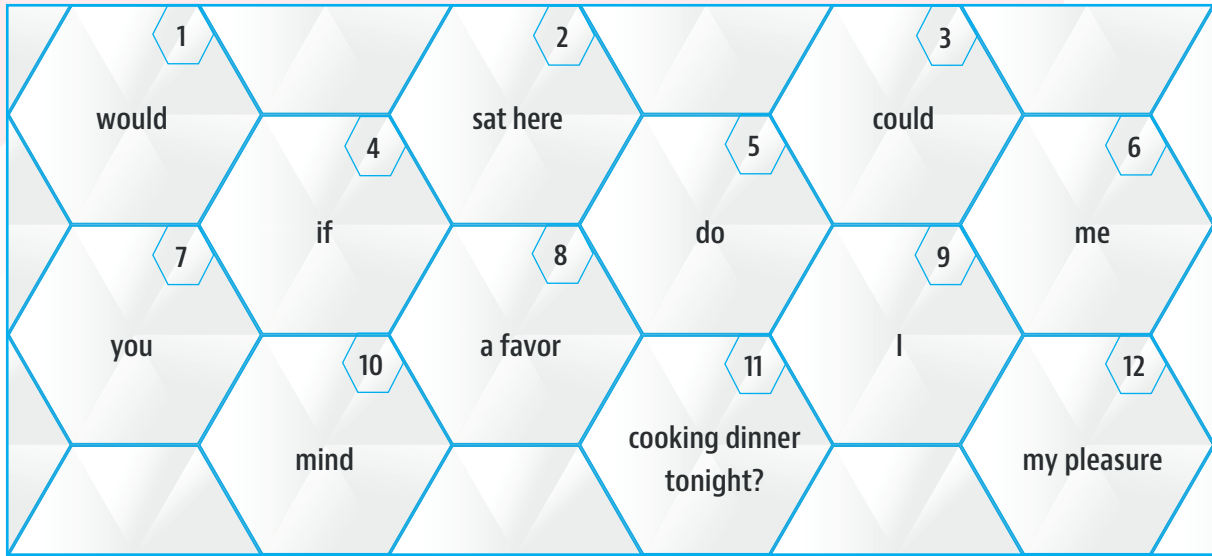 1
would
2
sat here
3
could
4
if
5
do
6
me
7
you
8
a favor
9
I
10
mind
11
cooking dinner
tonight?
12
my pleasure